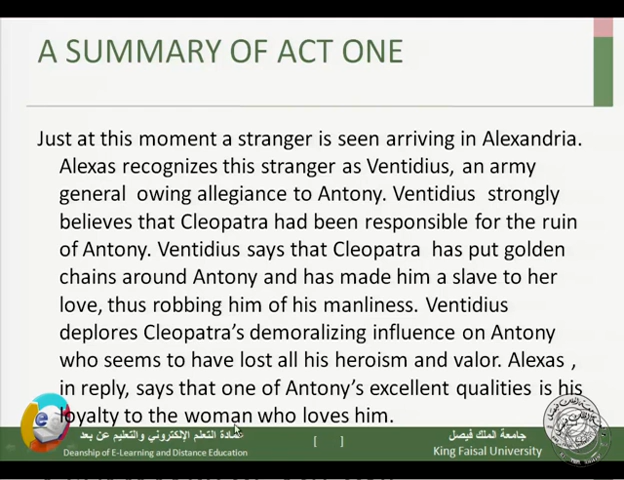 A SUMMARY OF ACT ONE
Just at this moment a stranger is seen arriving in Alexandria.
Alexas recognizes this stranger as Ventidius, an army
general owing allegiance to Antony. Ventidius strongly
believes that Cleopatra had been responsible for the ruin
of Antony. Ventidius says that Cleopatra has put golden
chains around Antony and has made him a slave to her
love, thus robbing him of his manliness. Ventidius
deplores Cleopatra's demoralizing influence on Antony
who seems to have lost all his heroism and valor. Alexas ,
in reply, says that one of Antony's excellent qualities is his
loyalty to the woman who loves him.
عمادة التعلم الإلكتروني والتعليم عن بعد
Deanship of E-Learning and Distance Education
[ ]
جامعة الملك فيصل
King Faisal University